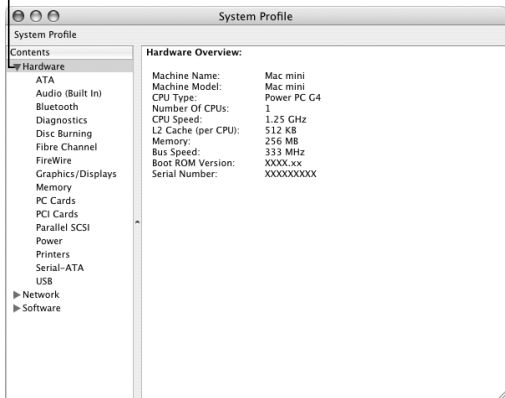 System Profile
System Profile
Contents
Hardware
ATA
Audio (Built In)
Bluetooth
Diagnostics
Disc Burning
Fibre Channel
FireWire
Graphics/Displays
Memory
PC Cards
PCI Cards
Parallel SCSI
Power
Printers
Serial-ATA
USB
Network
Software
Hardware Overview:
Machine Name: Mac mini
Machine Model: Mac mini
CPU Type: Power PC G4
Number Of CPUs: 1
CPU Speed: 1.25 GHz
L2 Cache (per CPU): 512 KB
Memory: 256 MB
Bus Speed: 333 MHz
Boot ROM Version: XXXX.xx
Serial Number: XXXXXXXXX